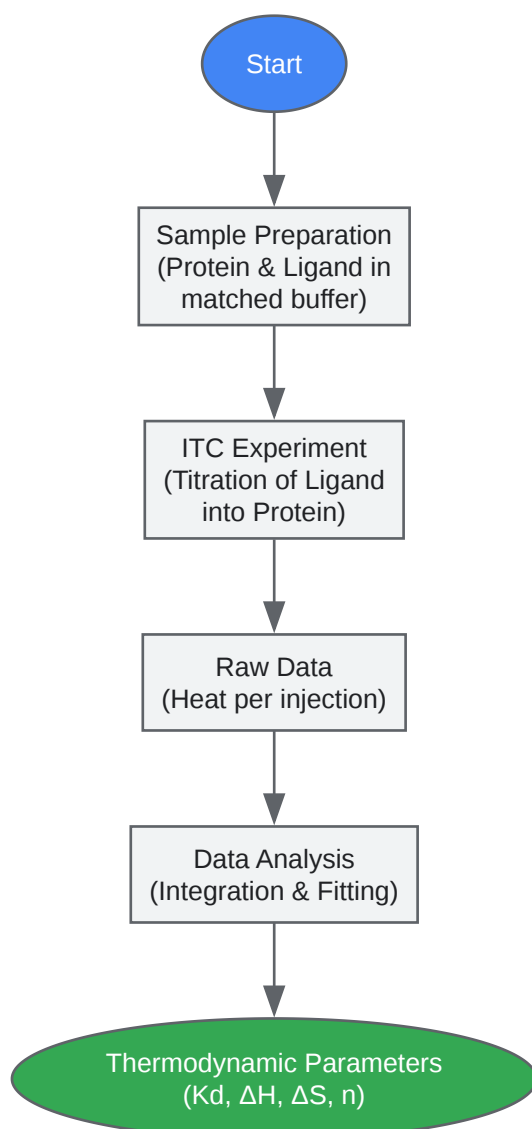 Start
Sample Preparation
(Protein & Ligand in
matched buffer)
ITC Experiment
(Titration of Ligand
into Protein)
Raw Data
(Heat per injection)
Data Analysis
(Integration & Fitting)
Thermodynamic Parameters
(Kd, ΔH, ΔS, n)